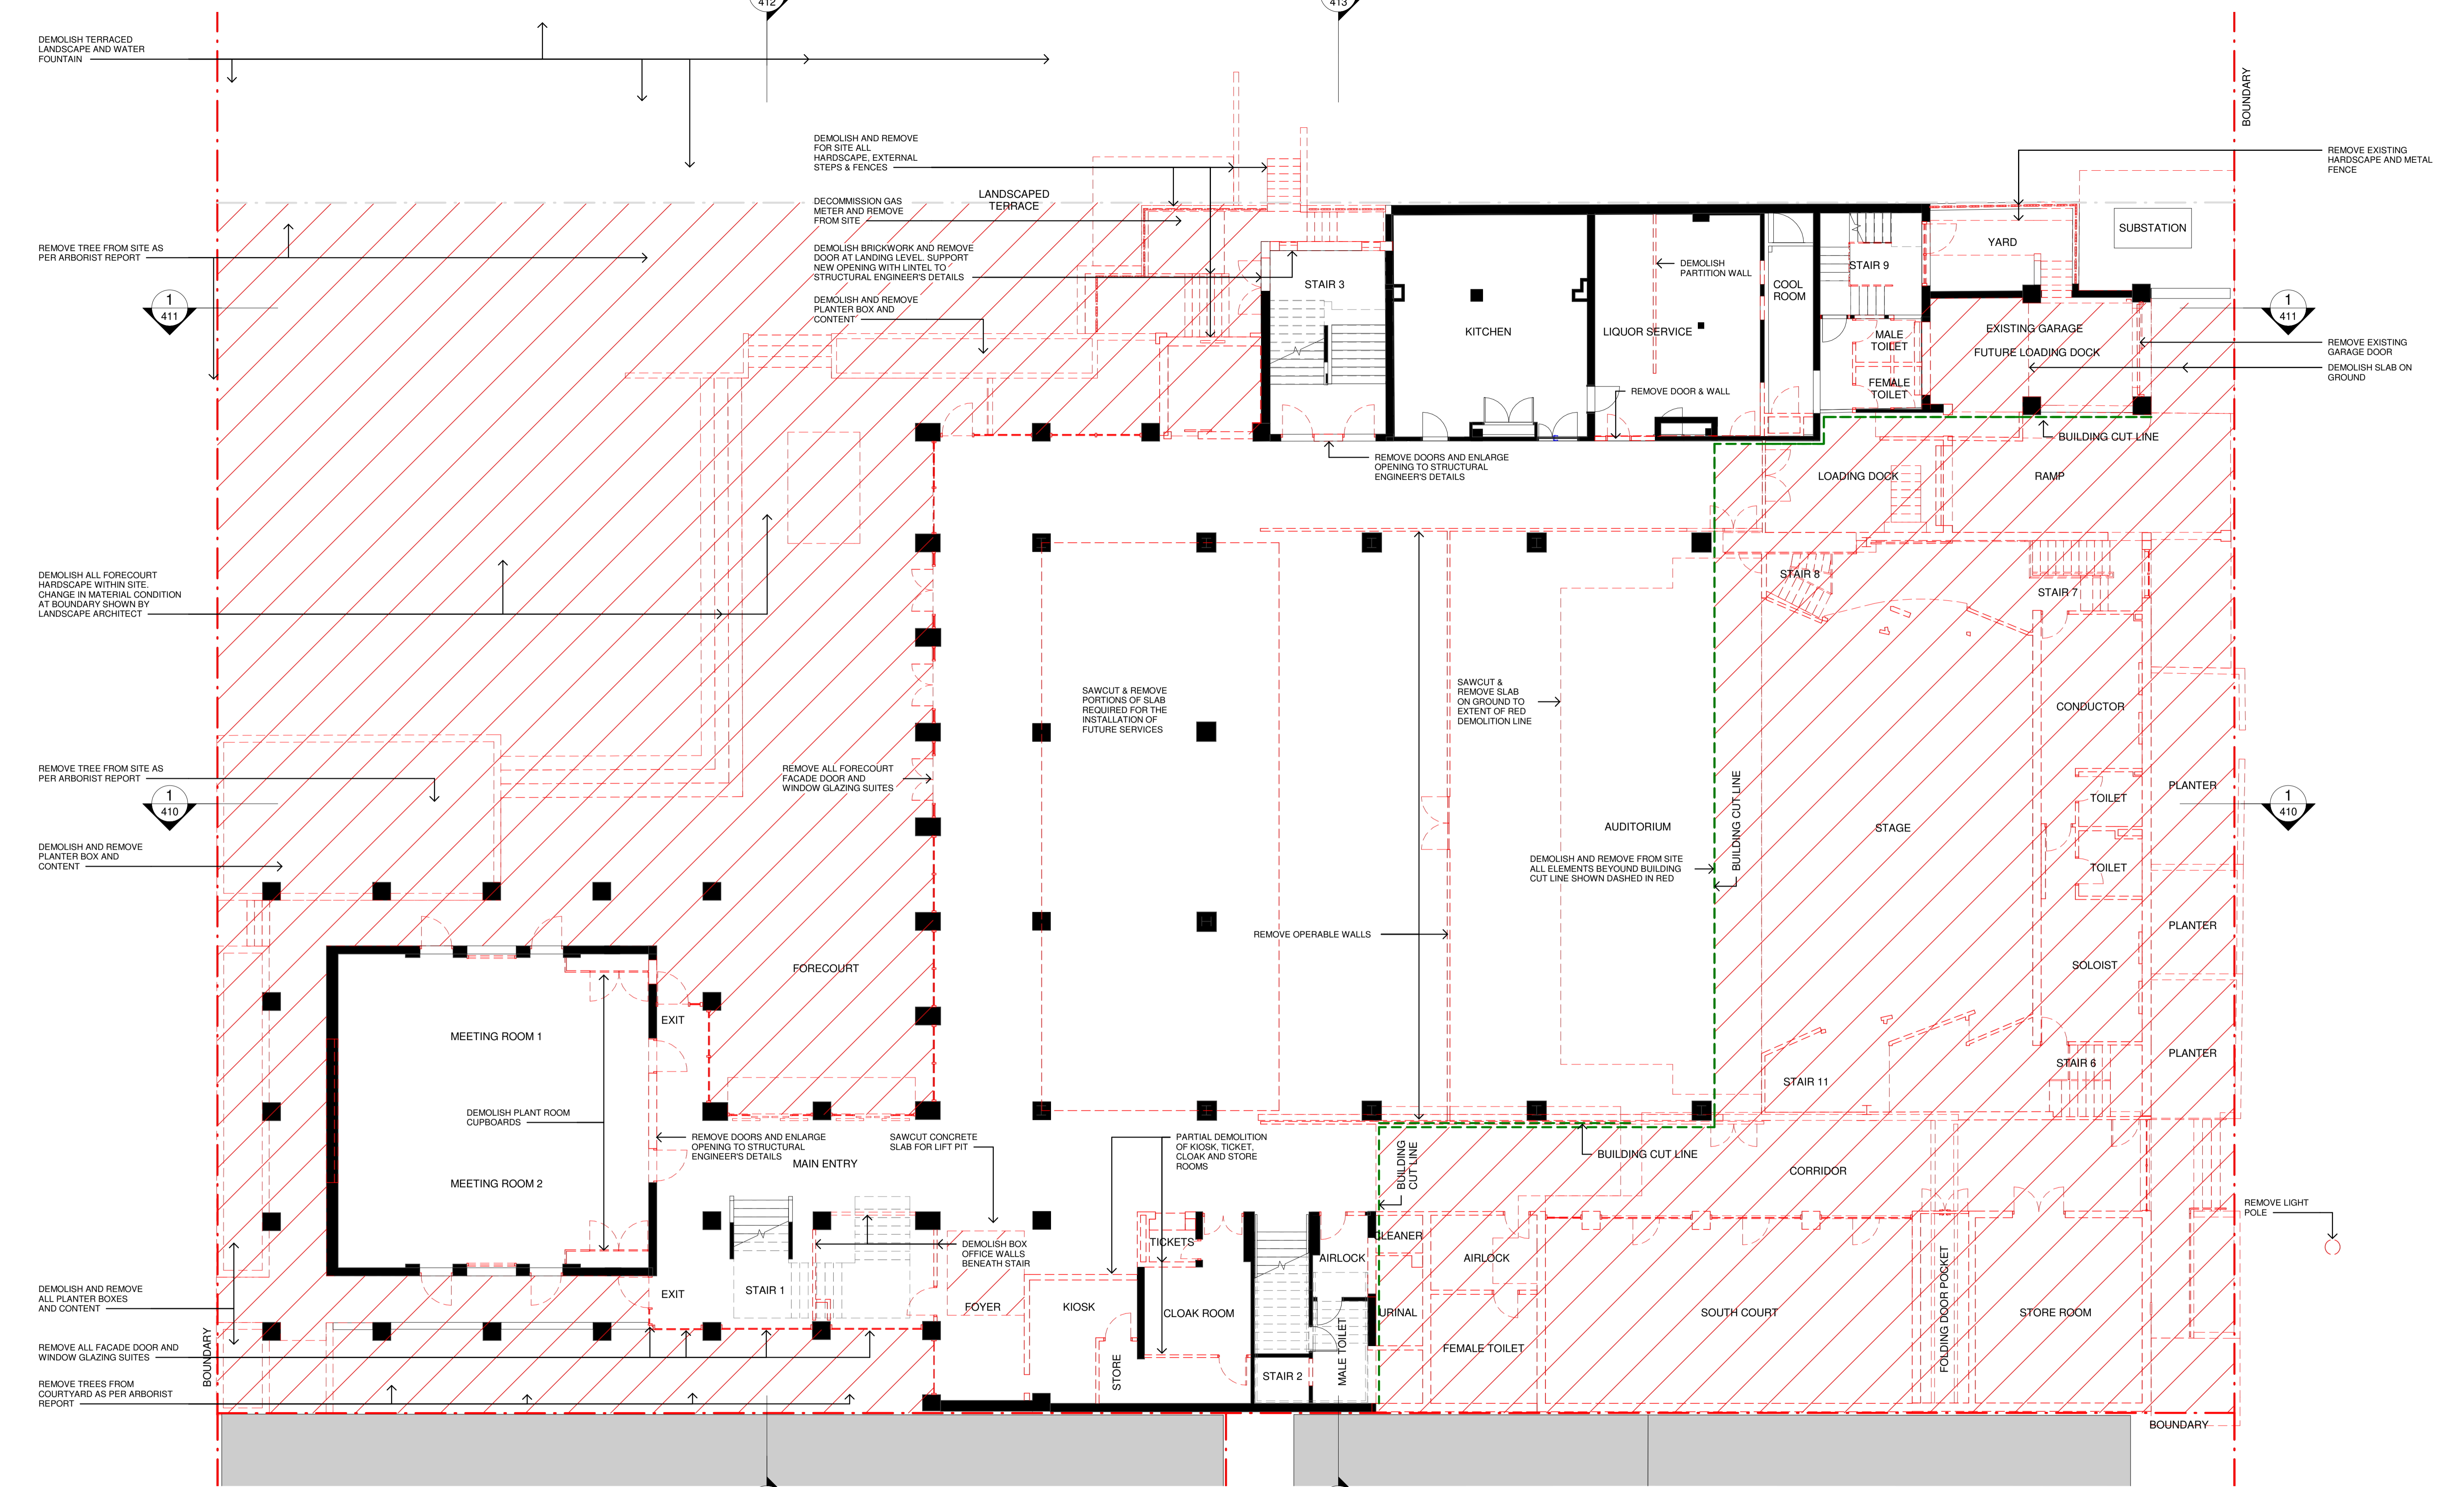 412
413
DEMOLISH TERRACED
LANDSCAPE AND WATER
FOUNTAIN
BOUNDARY
DEMOLISH AND REMOVE
FOR SITE ALL
HARDSCAPE, EXTERNAL
STEPS & FENCES
REMOVE EXISTING
HARDSCAPE AND METAL
FENCE
LANDSCAPED
TERRACE
DECOMMISSION GAS
METER AND REMOVE
FROM SITE
SUBSTATION
YARD
REMOVE TREE FROM SITE AS
PER ARBORIST REPORT
DEMOLISH BRICKWORK AND REMOVE
DOOR AT LANDING LEVEL. SUPPORT
NEW OPENING WITH LINTEL TO
STRUCTURAL ENGINEER'S DETAILS
STAIR 3
DEMOLISH
PARTITION WALL
COOL
ROOM
STAIR 9
1
411
DEMOLISH AND REMOVE
PLANTER BOX AND
CONTENT
1
411
KITCHEN
LIQUOR SERVICE
MALE
TOILET
EXISTING GARAGE
FUTURE LOADING DOCK
REMOVE EXISTING
GARAGE DOOR
DEMOLISH SLAB ON
GROUND
FEMALE
TOILET
REMOVE DOOR & WALL
BUILDING CUT LINE
REMOVE DOORS AND ENLARGE
OPENING TO STRUCTURAL
ENGINEER'S DETAILS
LOADING DOCK
RAMP
DEMOLISH ALL FORECOURT
HARDSCAPE WITHIN SITE.
CHANGE IN MATERIAL CONDITION
AT BOUNDARY SHOWN BY
LANDSCAPE ARCHITECT
STAIR 8
STAIR 7
SAWCUT & REMOVE
PORTIONS OF SLAB
REQUIRED FOR THE
INSTALLATION OF
FUTURE SERVICES
SAWCUT &
REMOVE SLAB
ON GROUND TO
EXTENT OF RED
DEMOLITION LINE
CONDUCTOR
REMOVE TREE FROM SITE AS
PER ARBORIST REPORT
REMOVE ALL FORECOURT
FACADE DOOR AND
WINDOW GLAZING SUITES
1
410
1
410
PLANTER
TOILET
AUDITORIUM
BUILDING CUT LINE
STAGE
DEMOLISH AND REMOVE
PLANTER BOX AND
CONTENT
DEMOLISH AND REMOVE FROM SITE
ALL ELEMENTS BEYOUND BUILDING
CUT LINE SHOWN DASHED IN RED
TOILET
PLANTER
REMOVE OPERABLE WALLS
FORECOURT
SOLOIST
EXIT
MEETING ROOM 1
PLANTER
STAIR 6
STAIR 11
DEMOLISH PLANT ROOM
CUPBOARDS
REMOVE DOORS AND ENLARGE
OPENING TO STRUCTURAL
ENGINEER'S DETAILS
MAIN ENTRY
SAWCUT CONCRETE
SLAB FOR LIFT PIT
PARTIAL DEMOLITION
OF KIOSK, TICKET,
CLOAK AND STORE
ROOMS
BUILDING
CUT LINE
BUILDING CUT LINE
CORRIDOR
MEETING ROOM 2
REMOVE LIGHT
POLE
TICKETS
CLEANER
DEMOLISH BOX
OFFICE WALLS
BENEATH STAIR
AIRLOCK
AIRLOCK
DEMOLISH AND REMOVE
ALL PLANTER BOXES
AND CONTENT
EXIT
STAIR 1
FOYER
KIOSK
CLOAK ROOM
URINAL
SOUTH COURT
FOLDING DOOR POCKET
STORE ROOM
REMOVE ALL FACADE DOOR AND
WINDOW GLAZING SUITES
BOUNDARY
STORE
STAIR 2
MALE TOILET
FEMALE TOILET
REMOVE TREES FROM
COURTYARD AS PER ARBORIST
REPORT
BOUNDARY